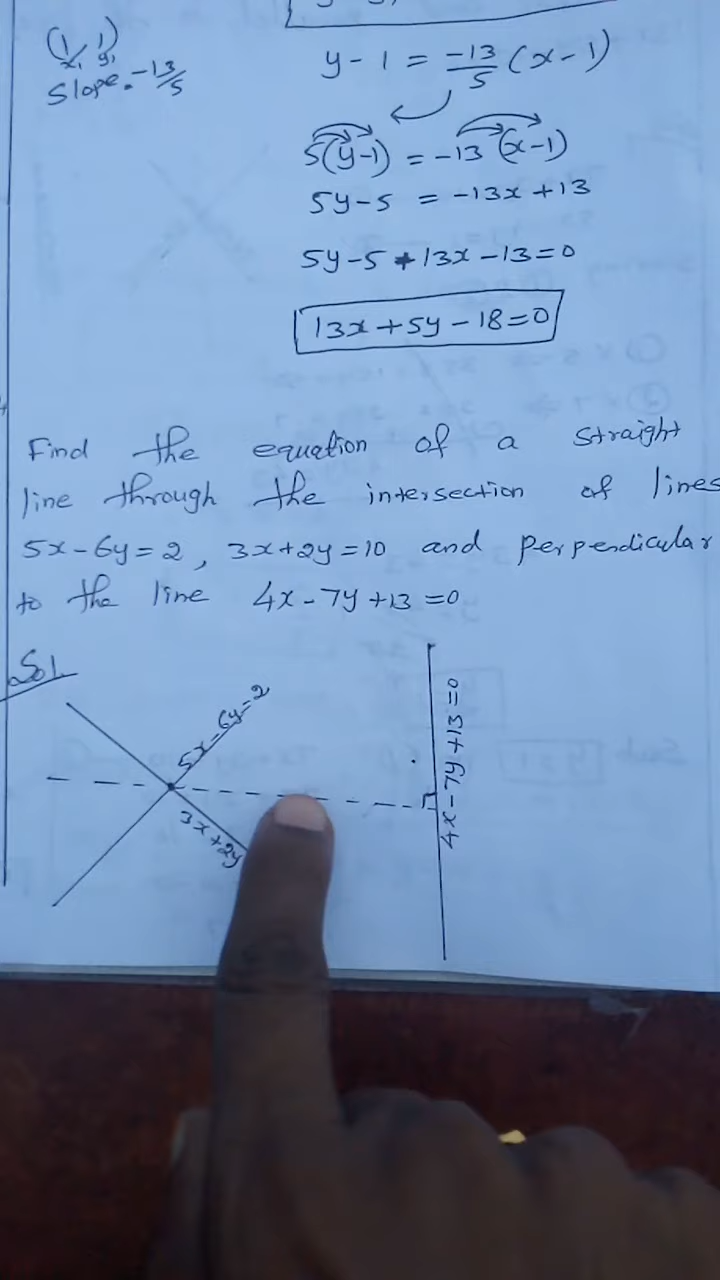 (1, 1)
x₁ y₁
Slope = -13/5
y - 1 = -13/5 (x - 1)
5(y-1) = -13 (x-1)
5y-5 = -13x +13
5y-5 + 13x -13=0
13x +5y -18=0
Find the equation of a straight
line through the intersection of lines
5x-6y=2, 3x+2y=10 and perpendicular
to the line 4x-7y+13=0
Sol
5x-6y=2
3x+2y
4x-7y+13=0